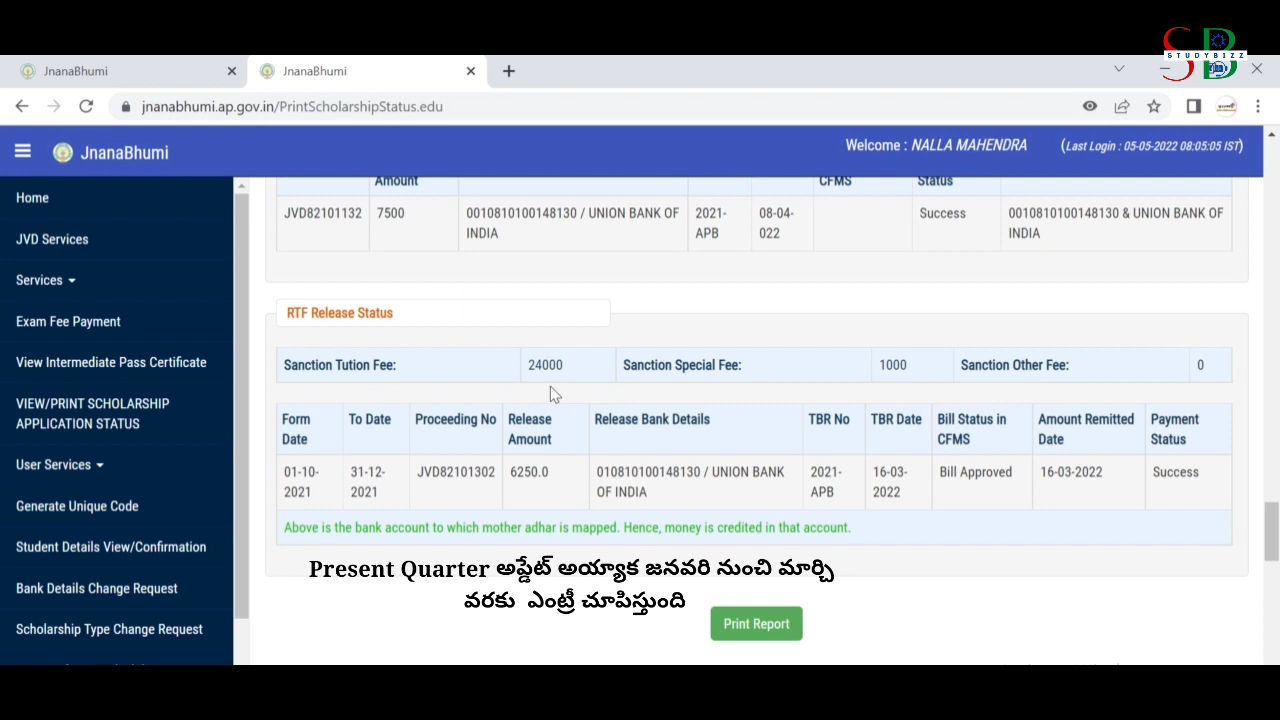 S B
STUDYBIZZ
JnanaBhumi
JnanaBhumi
jnanabhumi.ap.gov.in/PrintScholarshipStatus.edu
JnanaBhumi
Welcome : NALLA MAHENDRA
(Last Login : 05-05-2022 08:05:05 IST)
Home
JVD Services
Services
Exam Fee Payment
View Intermediate Pass Certificate
VIEW/PRINT SCHOLARSHIP
APPLICATION STATUS
User Services
Generate Unique Code
Student Details View/Confirmation
Bank Details Change Request
Scholarship Type Change Request
Amount CFMS Status
JVD82101132 7500 0010810100148130 / UNION BANK OF 2021- 08-04- Success 0010810100148130 & UNION BANK OF
INDIA APB 022 INDIA
RTF Release Status
Sanction Tution Fee: 24000 Sanction Special Fee: 1000 Sanction Other Fee: 0
Form To Date Proceeding No Release Release Bank Details TBR No TBR Date Bill Status in Amount Remitted Payment
Date Amount CFMS Date Status
01-10- 31-12- JVD82101302 6250.0 010810100148130 / UNION BANK 2021- 16-03- Bill Approved 16-03-2022 Success
2021 2021 OF INDIA APB 2022
Above is the bank account to which mother adhar is mapped. Hence, money is credited in that account.
Present Quarter అప్డేట్ అయ్యాక జనవరి నుంచి మార్చి
వరకు ఎంట్రీ చూపిస్తుంది
Print Report